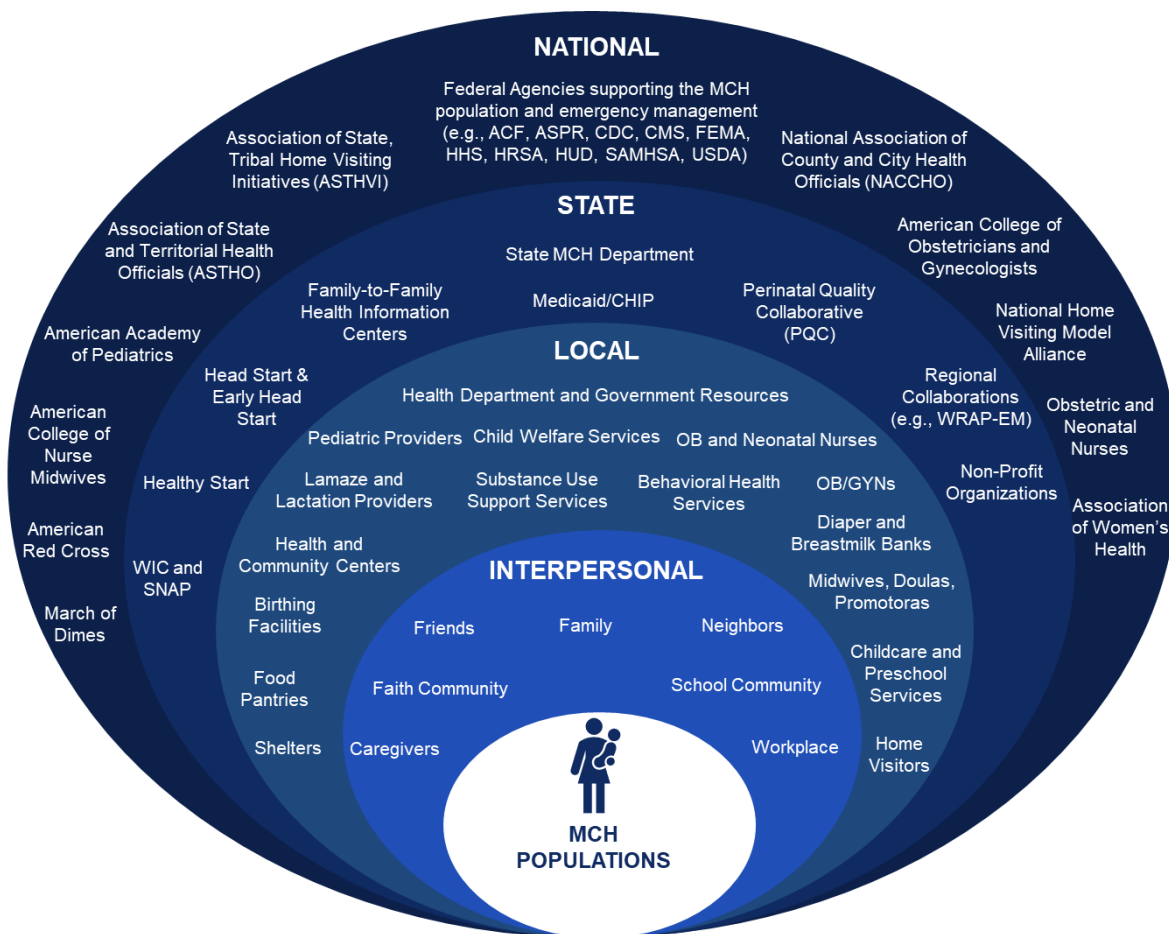 NATIONAL
Federal Agencies supporting the MCH
population and emergency management
(e.g., ACF, ASPR, CDC, CMS, FEMA,
HHS, HRSA, HUD, SAMHSA, USDA)
Association of State,
Tribal Home Visiting
Initiatives (ASTHVI)
National Association of
County and City Health
Officials (NACCHO)
Association of State
and Territorial Health
Officials (ASTHO)
American College of
Obstetricians and
Gynecologists
American Academy
of Pediatrics
National Home
Visiting Model
Alliance
American
College of
Nurse
Midwives
Obstetric and
Neonatal
Nurses
American
Red Cross
Association
of Women's
Health
March of
Dimes
STATE
State MCH Department
Family-to-Family
Health Information
Centers
Medicaid/CHIP
Perinatal Quality
Collaborative
(PQC)
Head Start &
Early Head
Start
Regional
Collaborations
(e.g., WRAP-EM)
Healthy Start
Non-Profit
Organizations
WIC and
SNAP
LOCAL
Health Department and Government Resources
Pediatric Providers
Child Welfare Services
OB and Neonatal Nurses
Lamaze and
Lactation Providers
Substance Use
Support Services
Behavioral Health
Services
OB/GYNs
Health and
Community Centers
Diaper and
Breastmilk Banks
Birthing
Facilities
Midwives, Doulas,
Promotoras
Food
Pantries
Childcare and
Preschool
Services
Shelters
Home
Visitors
INTERPERSONAL
Friends
Family
Neighbors
Faith Community
School Community
Caregivers
Workplace
MCH
POPULATIONS